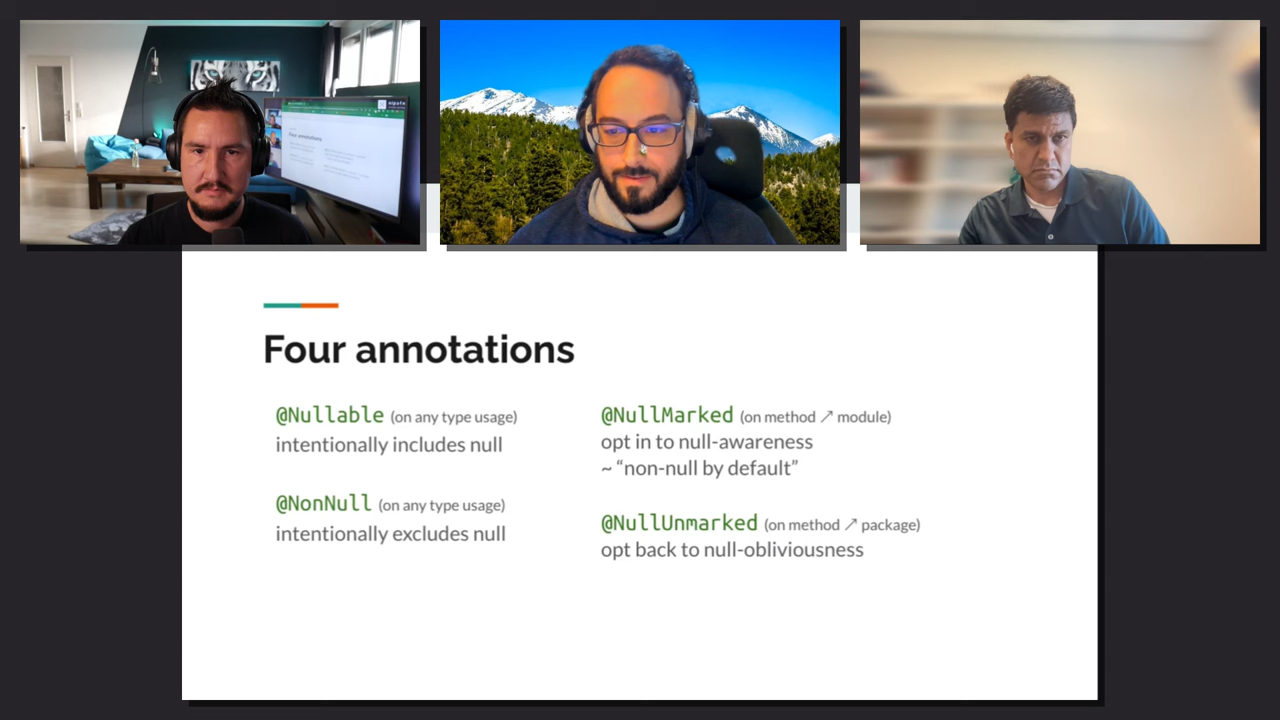 Four annotations
Four annotations
@Nullable (on any type usage)
intentionally includes null
@NonNull (on any type usage)
intentionally excludes null
@NullMarked (on method ↗ module)
opt in to null-awareness
~ “non-null by default”
@NullUnmarked (on method ↗ package)
opt back to null-obliviousness